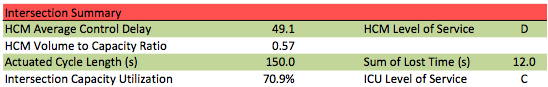 Intersection Summary
HCM Average Control Delay 49.1 HCM Level of Service D
HCM Volume to Capacity Ratio 0.57
Actuated Cycle Length (s) 150.0 Sum of Lost Time (s) 12.0
Intersection Capacity Utilization 70.9% ICU Level of Service C